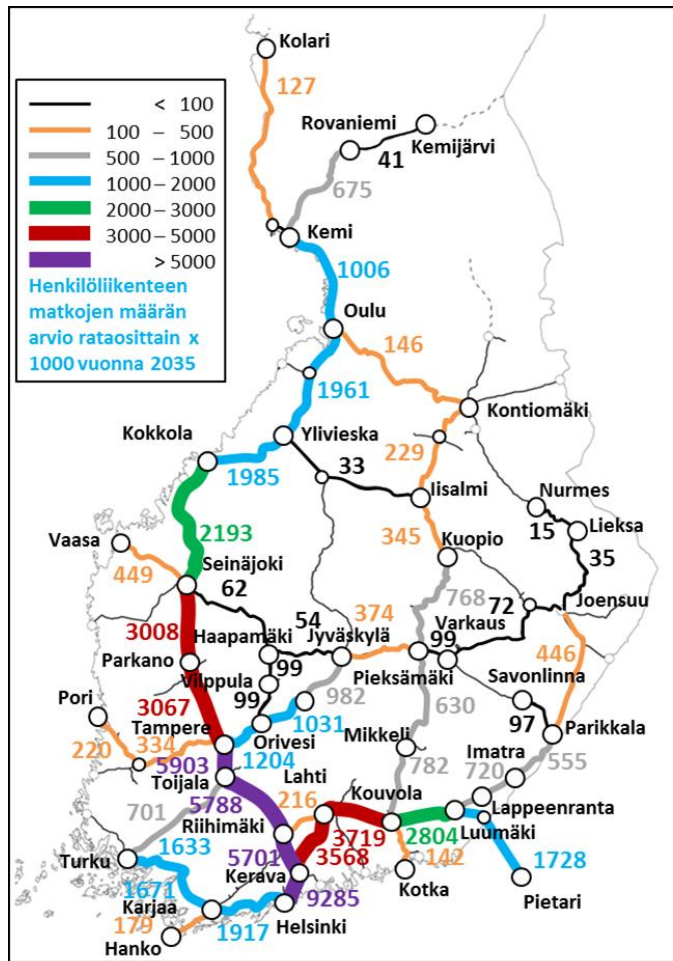 Kolari
127
< 100
100 – 500
500 – 1000
1000 – 2000
2000 – 3000
3000 – 5000
> 5000
Henkilöliikenteen
matkojen määrän
arvio rataosittain x
1000 vuonna 2035
Rovaniemi
Kemijärvi
41
675
Kemi
1006
Oulu
146
1961
Kontiomäki
Kokkola
Ylivieska
229
1985
33
Iisalmi
Nurmes
15
Lieksa
35
345
2193
Kuopio
Vaasa
449
Seinäjoki
62
768
72
Joensuu
54
374
Varkaus
3008
Haapamäki
Jyväskylä
99
446
Parkano
Vilppula
99
Pieksämäki
Savonlinna
3067
99
982
630
97
Pori
Tampere
1031
Orivesi
Mikkeli
Parikkala
220
334
1204
Imatra
5903
Lahti
782
720
555
Toijala
5788
216
Kouvola
Lappeenranta
701
Riihimäki
3719
2804
Luumäki
Turku
1633
5701
3568
142
1728
Kerava
Kotka
1671
9285
Pietari
Karjaa
179
1917
Helsinki
Hanko